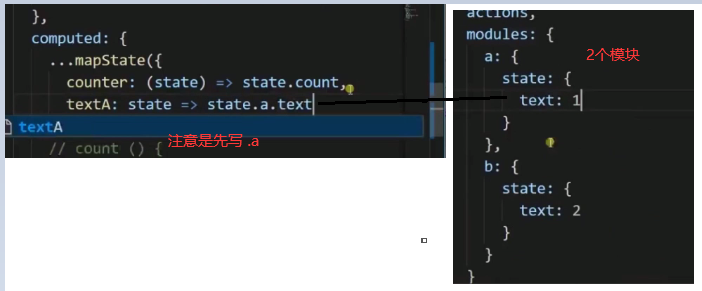 },
computed: {
...mapState({
counter: (state) => state.count,
textA: state => state.a.text
textA
注意是先写 .a
// count () {
actions,
modules: {
2个模块
a: {
state: {
text: 1
}
},
b: {
state: {
text: 2
}
}
}